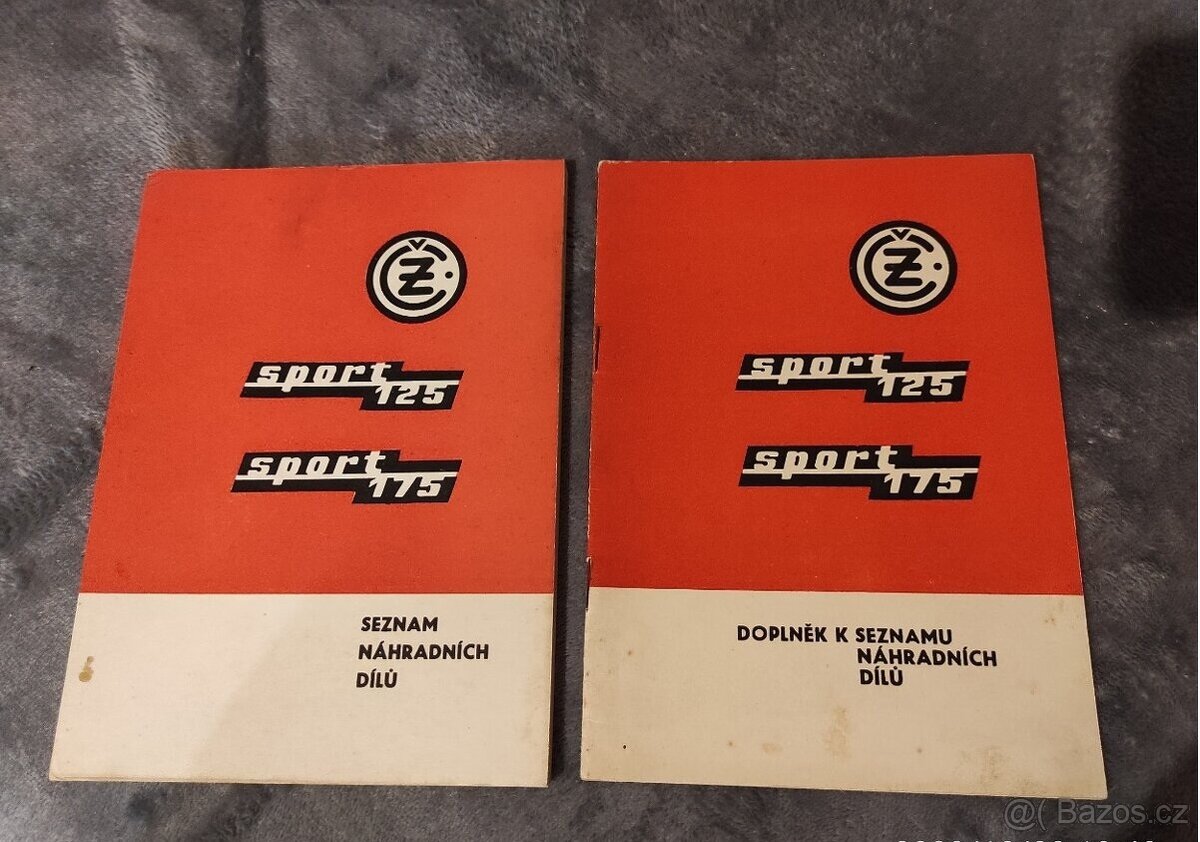 ČZ
sport
125
sport
175
SEZNAM
NÁHRADNÍCH
DÍLŮ
ČZ
sport
125
sport
175
DOPLNĚK K SEZNAMU
NÁHRADNÍCH
DÍLŮ
@( Bazos.cz